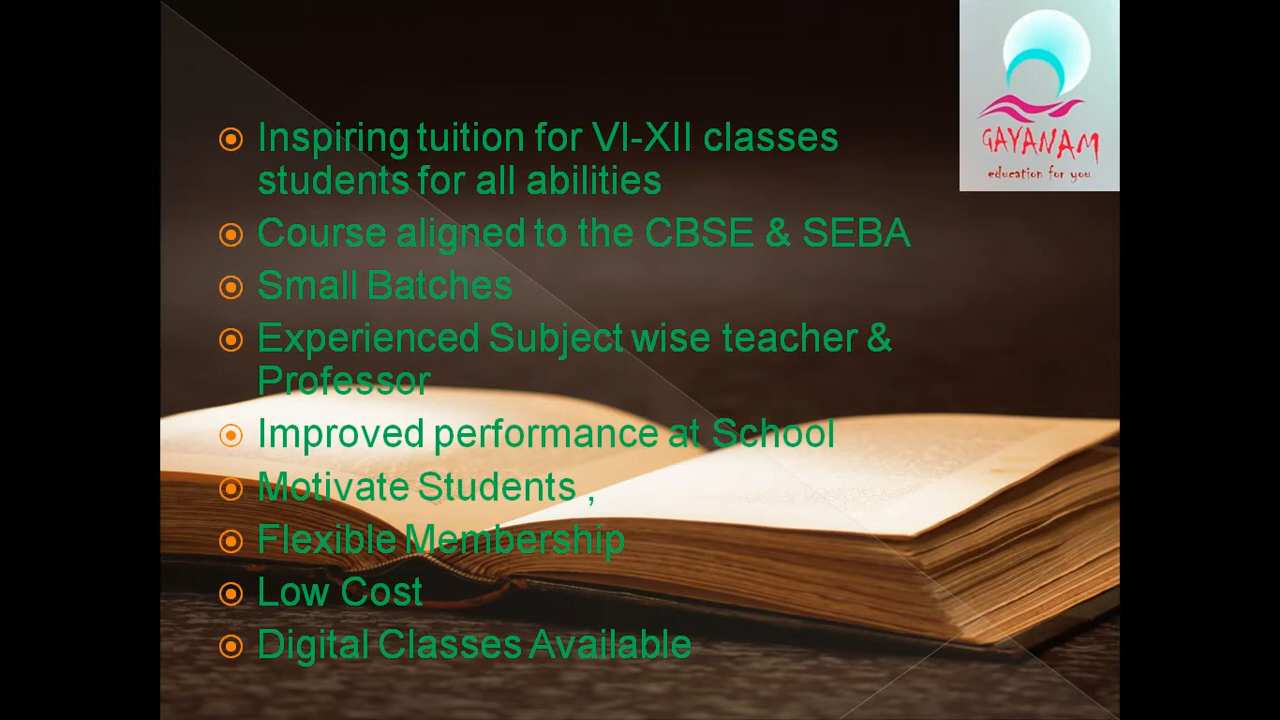 GAYANAM
education for you
Inspiring tuition for VI-XII classes
students for all abilities
Course aligned to the CBSE & SEBA
Small Batches
Experienced Subject wise teacher &
Professor
Improved performance at School
Motivate Students ,
Flexible Membership
Low Cost
Digital Classes Available